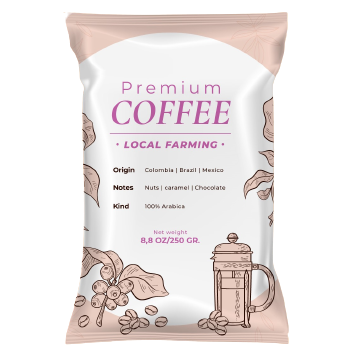 Premium
COFFEE
• LOCAL FARMING •
Origin Colombia | Brazil | Mexico
Notes Nuts | caramel | Chocolate
Kind 100% Arabica
Net weight
8,8 OZ/250 GR.